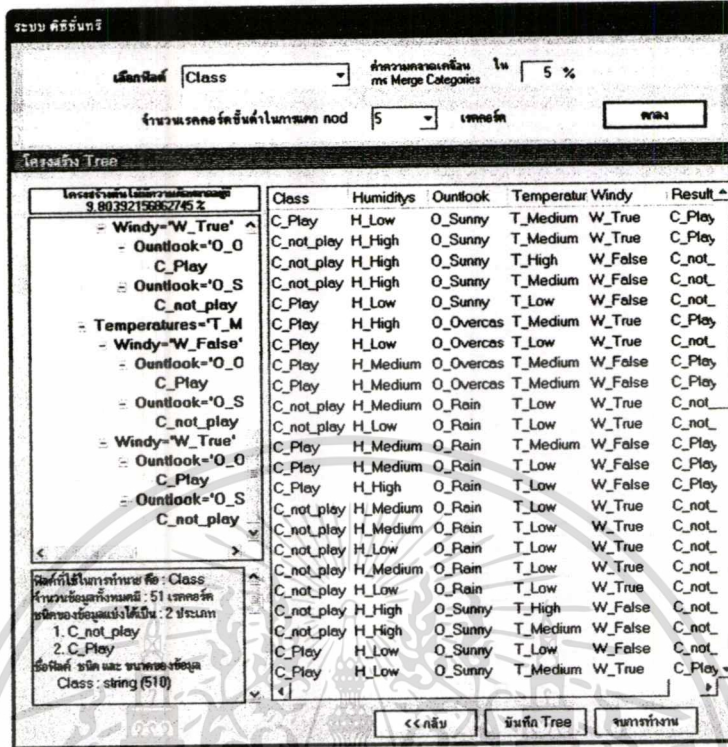 ระบบ ดิซิชั่นทรี
เลือกฟิลด์ Class
ค่าความคลาดเคลื่อน ใน 5 %
ms Merge Categories
จำนวนเรคคอร์ดขั้นต่ำในการแตก nod 5 เรคคอร์ด
ตกลง
โครงสร้าง Tree
9.80392156862745 %
Windy='W_True'
Ountlook='O_O
C_Play
Ountlook='O_S
C_not_play
Temperatures='T_M
Windy='W_False'
Ountlook='O_O
C_Play
Ountlook='O_S
C_not_play
Windy='W_True'
Ountlook='O_O
C_Play
Ountlook='O_S
C_not_play
ฟิลด์ที่ใช้ในการทำนาย คือ : Class
จำนวนข้อมูลทั้งหมดมี : 51 เรคคอร์ด
ชนิดของข้อมูลแบ่งได้เป็น : 2 ประเภท
1. C_not_play
2. C_Play
ชื่อฟิลด์ ชนิด และ ขนาดของข้อมูล
Class : string (510)
Class Humiditys Ountlook Temperatur Windy Result_
C_Play H_Low O_Sunny T_Medium W_True C_Play
C_not_play H_High O_Sunny T_Medium W_True C_Play
C_not_play H_High O_Sunny T_High W_False C_not_
C_not_play H_High O_Sunny T_Medium W_False C_not_
C_Play H_Low O_Sunny T_Low W_False C_not_
C_Play H_High O_Overcas T_Medium W_True C_Play
C_Play H_Low O_Overcas T_Low W_True C_not_
C_Play H_Medium O_Overcas T_Medium W_False C_Play
C_Play H_Medium O_Overcas T_Medium W_False C_Play
C_not_play H_Medium O_Rain T_Low W_True C_not_
C_not_play H_Low O_Rain T_Low W_True C_not_
C_Play H_Medium O_Rain T_Medium W_False C_Play
C_Play H_Medium O_Rain T_Low W_False C_Play
C_Play H_High O_Rain T_Low W_False C_Play
C_not_play H_Medium O_Rain T_Low W_True C_not_
C_not_play H_Medium O_Rain T_Low W_True C_not_
C_not_play H_Low O_Rain T_Low W_True C_not_
C_not_play H_Medium O_Rain T_Low W_True C_not_
C_not_play H_Low O_Rain T_Low W_True C_not_
C_not_play H_High O_Sunny T_High W_False C_not_
C_not_play H_High O_Sunny T_Medium W_False C_not_
C_Play H_Low O_Sunny T_Low W_False C_not_
C_Play H_Low O_Sunny T_Medium W_True C_Play
<< กลับ บันทึก Tree จบการทำงาน